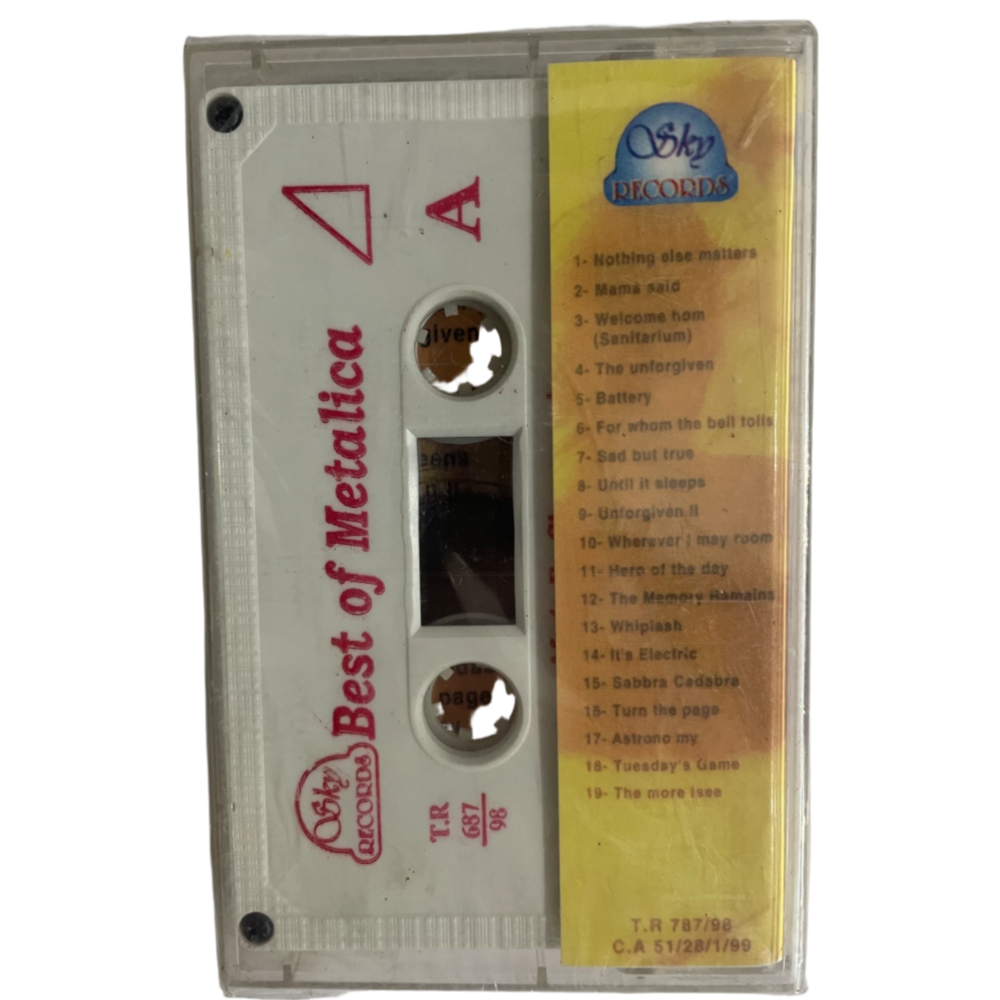 Sky
RECORDS
1- Nothing else matters
2- Mama said
3- Welcome hom
(Sanitarium)
4- The unforgiven
5- Battery
6- For whom the bell tolls
7- Sad but true
8- Until it sleeps
9- Unforgiven II
10- Wherever I may room
11- Hero of the day
12- The Memory Remains
13- Whiplash
14- It's Electric
15- Sabbra Cadabra
16- Turn the page
17- Astrono my
18- Tuesday's Game
19- The more Isee
T.R 787/98
C.A 51/28/1/99
A
given
page
Best of Metalica
Sky
RECORDS
T.R
687
98